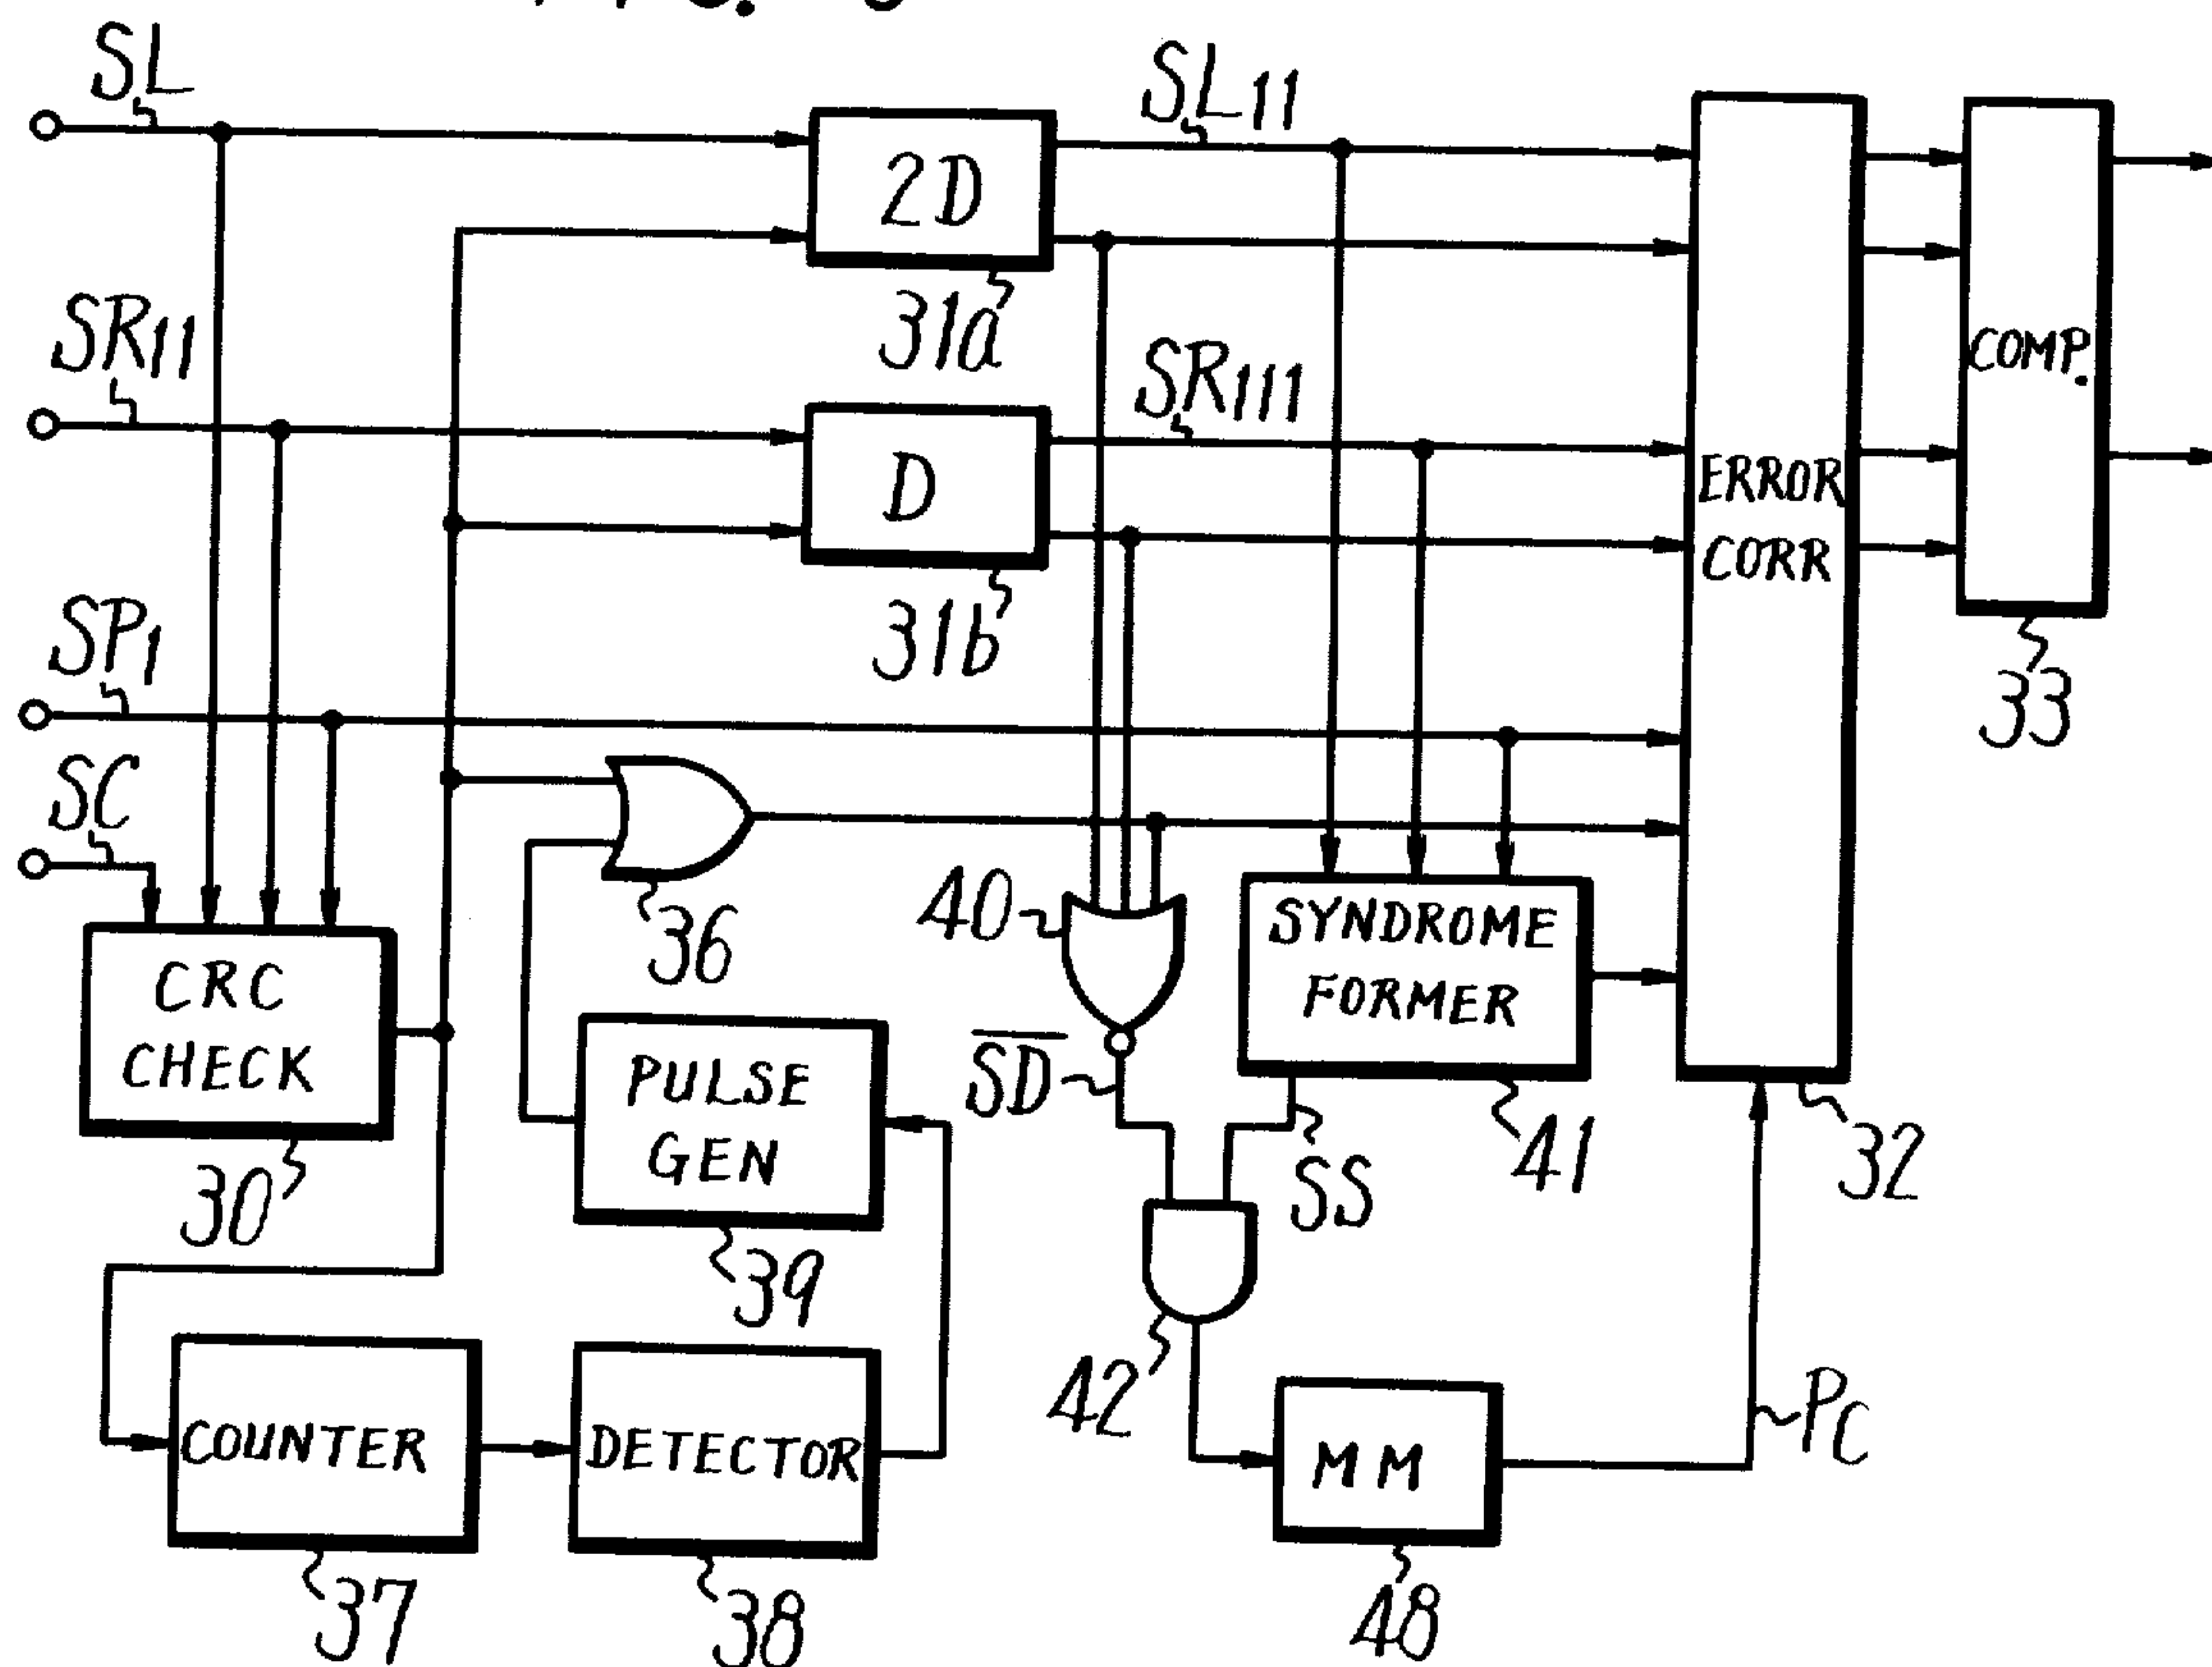 SL
SL11
2D
31a
SR11
SR111
COMP.
D
ERROR
CORR
31b
SP1
33
SC
36
40
SYNDROME
FORMER
CRC
CHECK
SD
PULSE
GEN
30
39
SS
41
32
42
PC
COUNTER
DETECTOR
MM
37
38
48